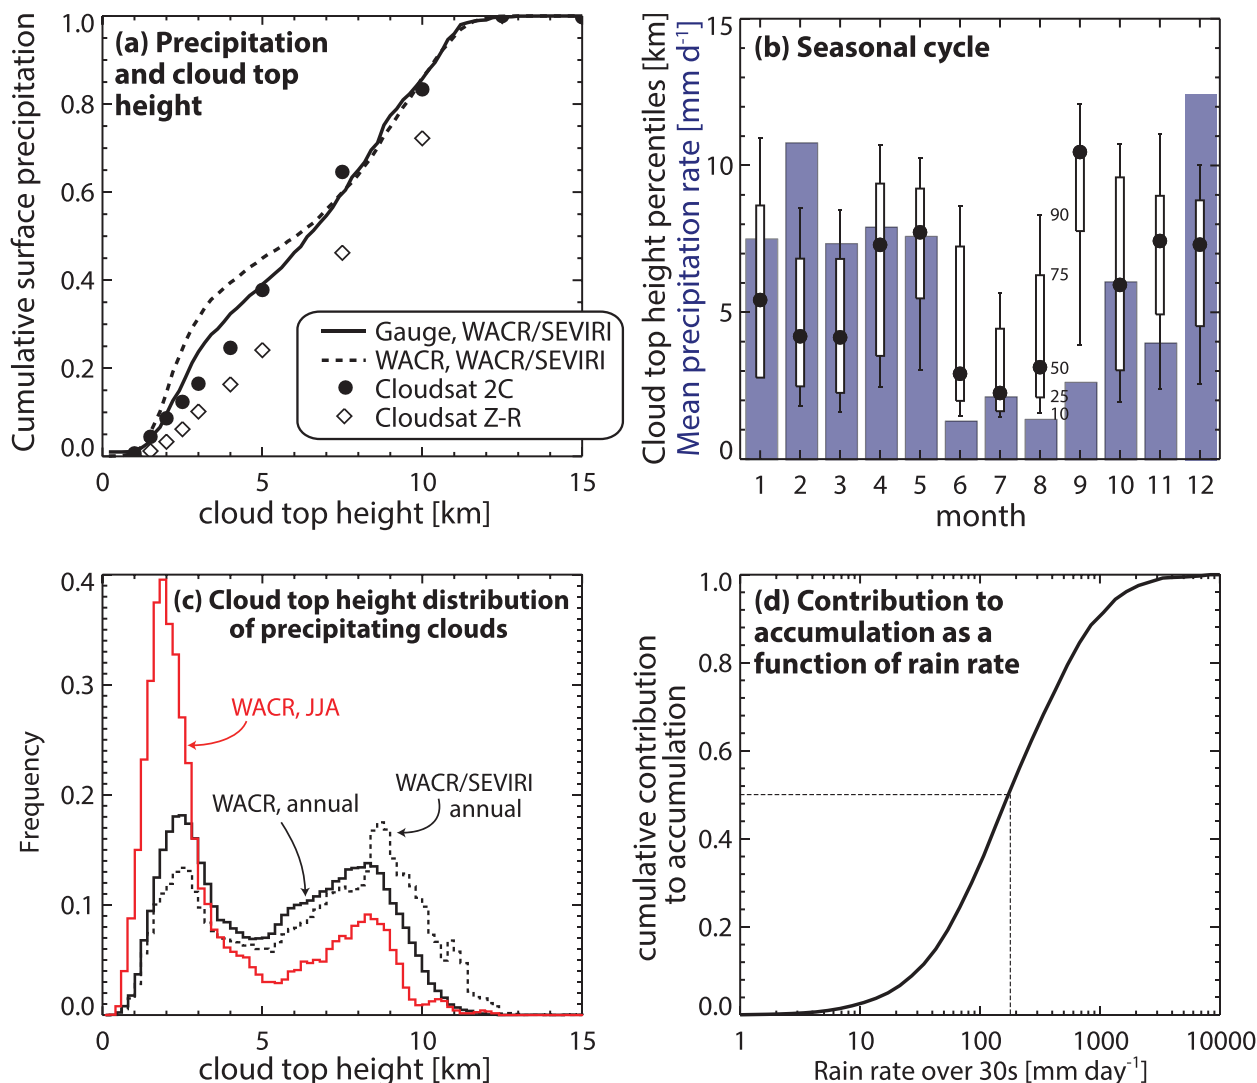 (a) Precipitation
and cloud top
height
Cumulative surface precipitation
1.0
0.8
0.6
0.4
0.2
0.0
Gauge, WACR/SEVIRI
WACR, WACR/SEVIRI
Cloudsat 2C
Cloudsat Z-R
0 5 10 15
cloud top height [km]
(b) Seasonal cycle
Cloud top height percentiles [km]
Mean precipitation rate [mm d-1]
15
10
5
0
90
75
50
25
10
1 2 3 4 5 6 7 8 9 10 11 12
month
(c) Cloud top height distribution
of precipitating clouds
Frequency
0.4
0.3
0.2
0.1
0.0
WACR, JJA
WACR, annual
WACR/SEVIRI
annual
0 5 10 15
cloud top height [km]
(d) Contribution to
accumulation as a
function of rain rate
cumulative contribution
to accumulation
1.0
0.8
0.6
0.4
0.2
0.0
1 10 100 1000 10000
Rain rate over 30s [mm day-1]